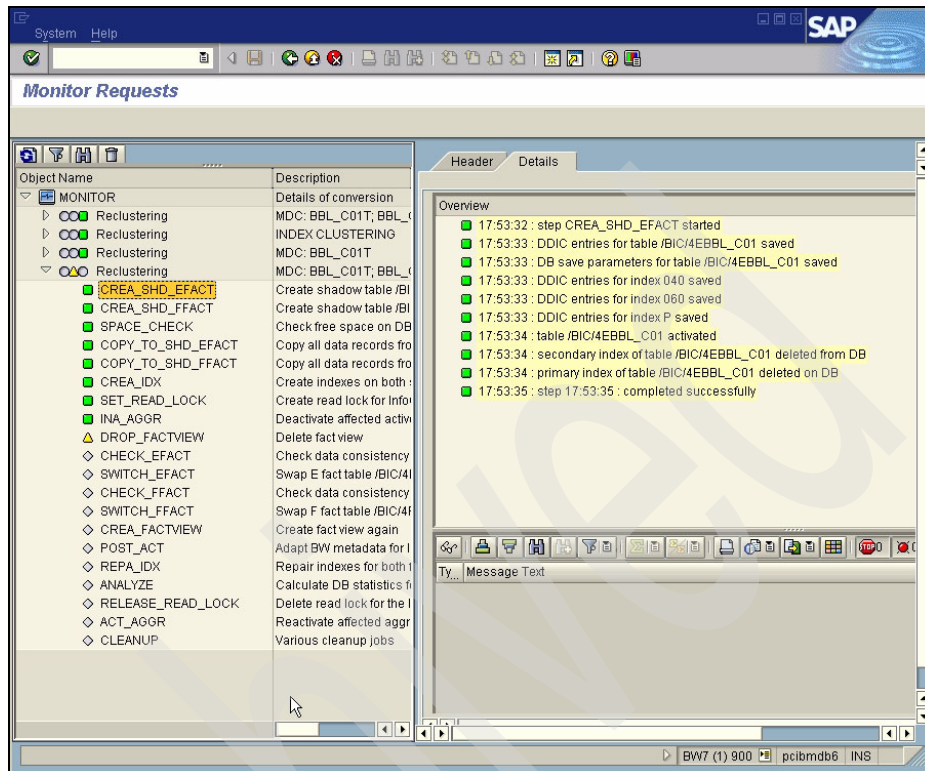 System Help
SAP
Monitor Requests
Header Details
Object Name Description
MONITOR Details of conversion
Reclustering MDC: BBL_C01T; BBL_
Reclustering INDEX CLUSTERING
Reclustering MDC: BBL_C01T
Reclustering MDC: BBL_C01T; BBL_
CREA_SHD_EFACT Create shadow table /BI
CREA_SHD_FFACT Create shadow table /BI
SPACE_CHECK Check free space on DB
COPY_TO_SHD_EFACT Copy all data records fro
COPY_TO_SHD_FFACT Copy all data records fro
CREA_IDX Create indexes on both
SET_READ_LOCK Create read lock for Info
INA_AGGR Deactivate affected activ
DROP_FACTVIEW Delete fact view
CHECK_EFACT Check data consistency
SWITCH_EFACT Swap E fact table /BIC/4
CHECK_FFACT Check data consistency
SWITCH_FFACT Swap F fact table /BIC/4
CREA_FACTVIEW Create fact view again
POST_ACT Adapt BW metadata for
REPA_IDX Repair indexes for both
ANALYZE Calculate DB statistics f
RELEASE_READ_LOCK Delete read lock for the
ACT_AGGR Reactivate affected aggr
CLEANUP Various cleanup jobs
Overview
17:53:32 : step CREA_SHD_EFACT started
17:53:33 : DDIC entries for table /BIC/4EBBL_C01 saved
17:53:33 : DB save parameters for table /BIC/4EBBL_C01 saved
17:53:33 : DDIC entries for index 040 saved
17:53:33 : DDIC entries for index 060 saved
17:53:33 : DDIC entries for index P saved
17:53:34 : table /BIC/4EBBL_C01 activated
17:53:34 : secondary index of table /BIC/4EBBL_C01 deleted from DB
17:53:34 : primary index of table /BIC/4EBBL_C01 deleted on DB
17:53:35 : step 17:53:35 : completed successfully
STOP 0
Ty... Message Text
BW7 (1) 900 pcibmdb6 INS